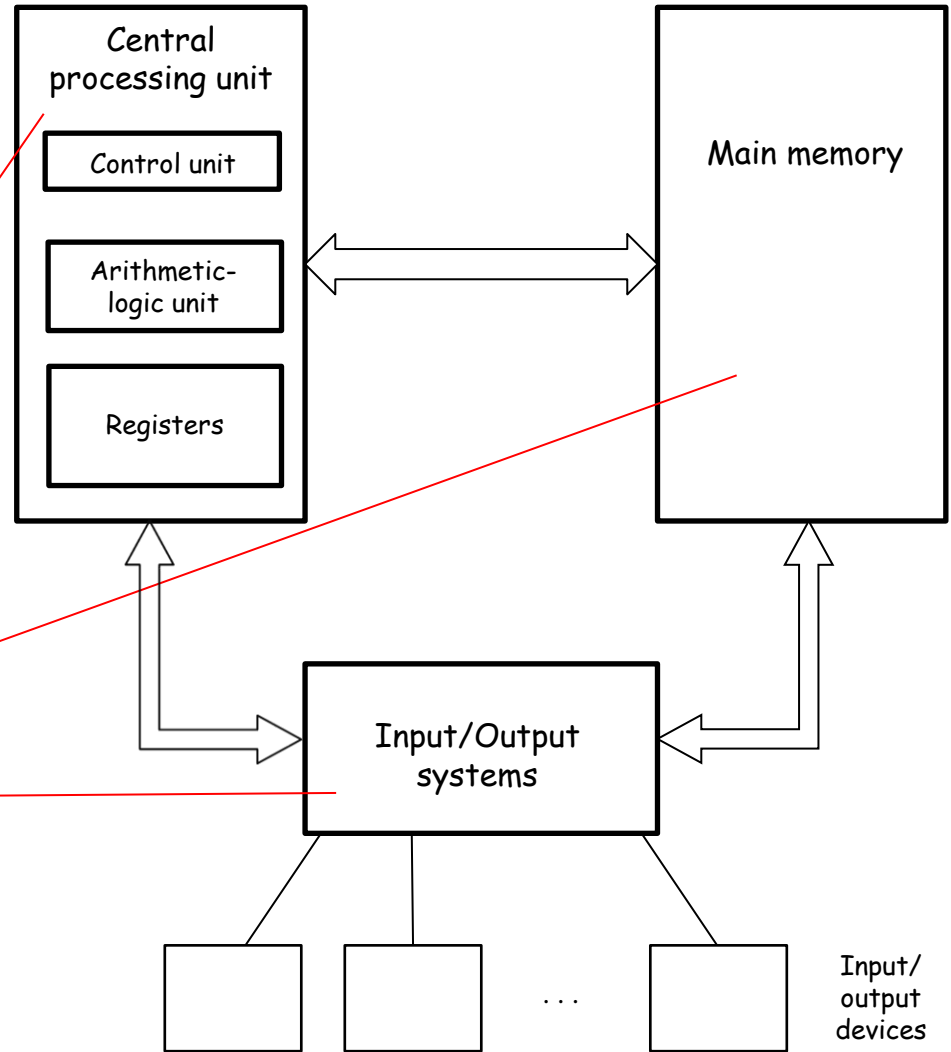 Central
processing unit
Control unit
Arithmetic-
logic unit
Registers
Main memory
Input/Output
systems
. . .
Input/
output
devices